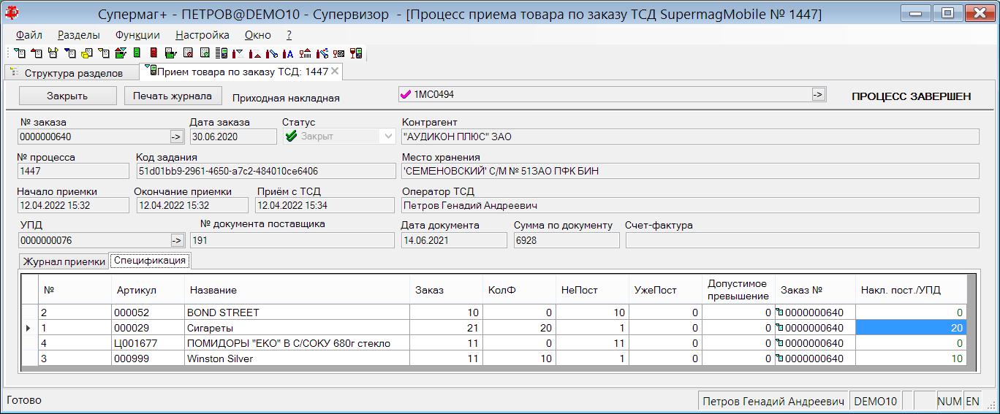 Супермаг+ - ПЕТРОВ@DEMO10 - Супервизор - [Процесс приема товара по заказу ТСД SupermagMobile № 1447]
Файл Разделы Функции Настройка Окно ?
Структура разделов Прием товара по заказу ТСД: 1447
Закрыть Печать журнала Приходная накладная 1МС0494 -> ПРОЦЕСС ЗАВЕРШЕН
№ заказа Дата заказа Статус Контрагент
0000000640 -> 30.06.2020 Закрыт "АУДИКОН ПЛЮС" ЗАО
№ процесса Код задания Место хранения
1447 51d01bb9-2961-4650-a7c2-484010ce6406 'СЕМЕНОВСКИЙ' С/М № 51ЗАО ПФК БИН
Начало приемки Окончание приемки Приём с ТСД Оператор ТСД
12.04.2022 15:32 12.04.2022 15:32 12.04.2022 15:34 Петров Генадий Андреевич
УПД № документа поставщика Дата документа Сумма по документу Счет-фактура
0000000076 -> 191 14.06.2021 6928
Журнал приемки Спецификация
№ Артикул Название Заказ КолФ НеПост УжеПост Допустимое превышение Заказ № Накл. пост./УПД
2 000052 BOND STREET 10 0 10 0 0 0000000640 0
1 000029 Сигареты 21 20 1 0 0 0000000640 20
4 Ц001677 ПОМИДОРЫ "ЕКО" В С/СОКУ 680г стекло 11 0 11 0 0 0000000640 0
3 000999 Winston Silver 11 10 1 0 0 0000000640 10
Готово Петров Генадий Андреевич DEMO10 NUM EN